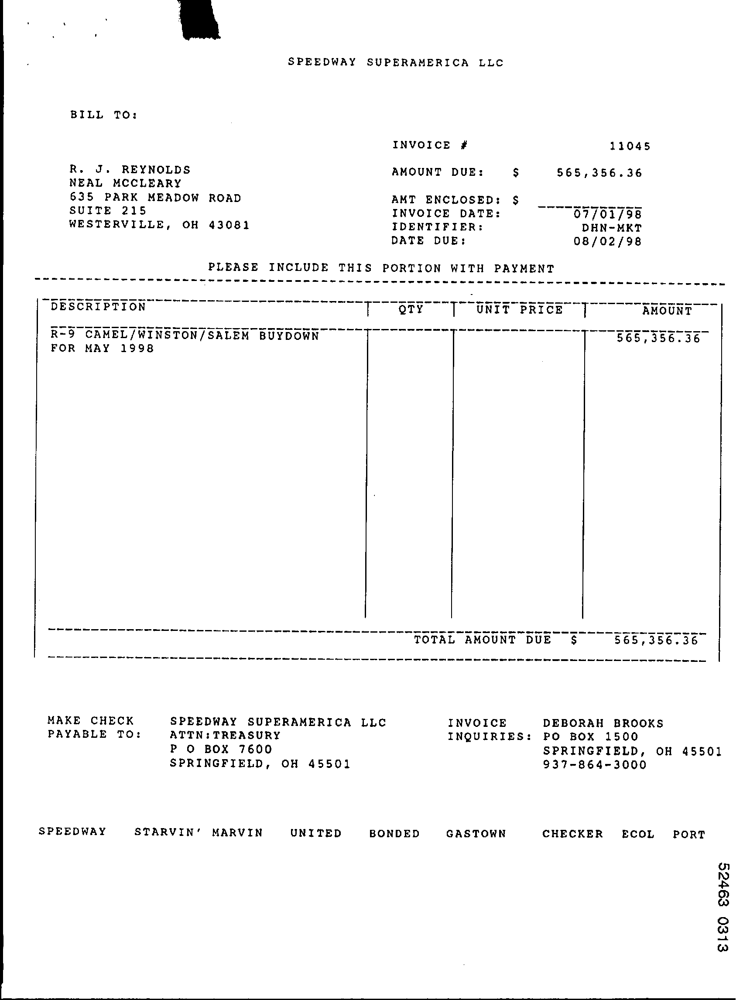 SPEEDWAY SUPERAMERICA LLC
BILL TO:
INVOICE # 11045
R. J. REYNOLDS
NEAL MCCLEARY
635 PARK MEADOW ROAD
SUITE 215
WESTERVILLE, OH 43081
AMOUNT DUE: $ 565,356.36
AMT ENCLOSED: $
INVOICE DATE: 07/01/98
IDENTIFIER: DHN-MKT
DATE DUE: 08/02/98
PLEASE INCLUDE THIS PORTION WITH PAYMENT
DESCRIPTION QTY UNIT PRICE AMOUNT
R-9 CAMEL/WINSTON/SALEM BUYDOWN 565,356.36
FOR MAY 1998
TOTAL AMOUNT DUE $ 565,356.36
MAKE CHECK PAYABLE TO:
SPEEDWAY SUPERAMERICA LLC
ATTN:TREASURY
P O BOX 7600
SPRINGFIELD, OH 45501
INVOICE INQUIRIES:
DEBORAH BROOKS
PO BOX 1500
SPRINGFIELD, OH 45501
937-864-3000
SPEEDWAY STARVIN' MARVIN UNITED BONDED GASTOWN CHECKER ECOL PORT
52463 0313